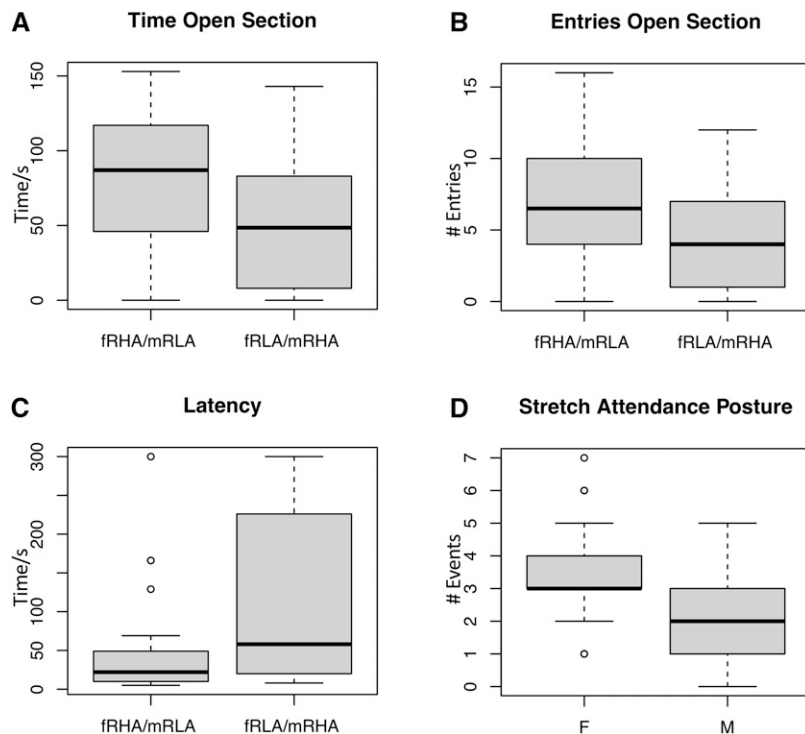 A
Time Open Section
Time/s
150
100
50
0
fRHA/mRLA fRLA/mRHA
B
Entries Open Section
# Entries
15
10
5
0
fRHA/mRLA fRLA/mRHA
C
Latency
Time/s
300
200
100
50
0
fRHA/mRLA fRLA/mRHA
D
Stretch Attendance Posture
# Events
7
6
5
4
3
2
1
0
F M